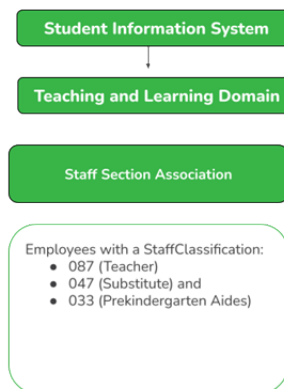 Student Information System
Teaching and Learning Domain
Staff Section Association
Employees with a StaffClassification:
● 087 (Teacher)
● 047 (Substitute) and
● 033 (Prekindergarten Aides)